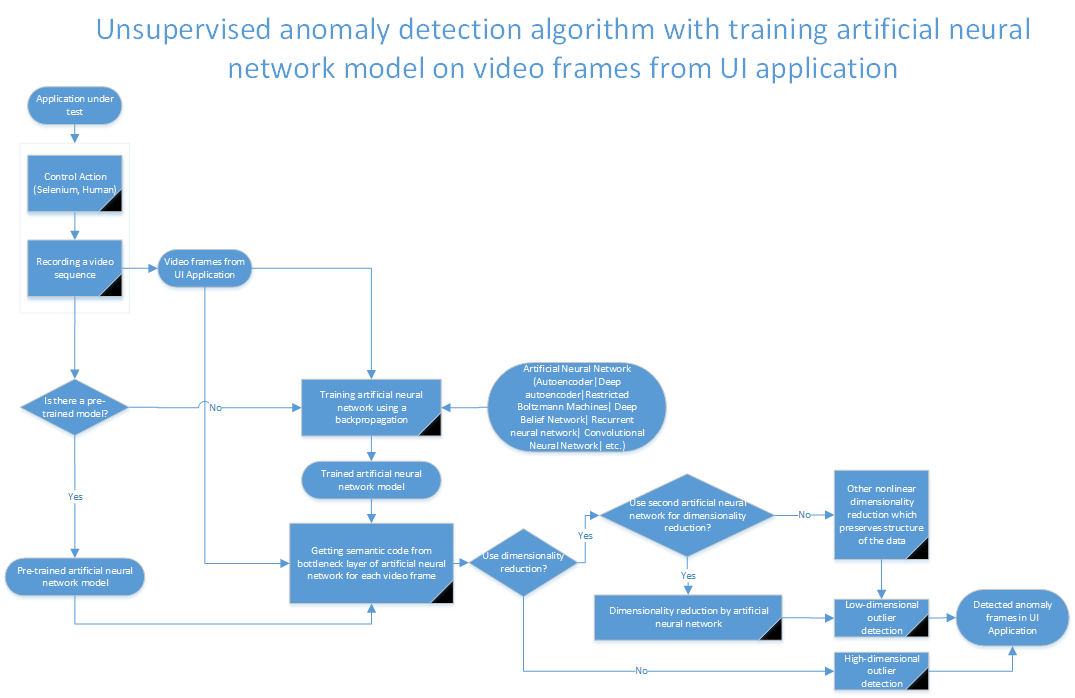 Unsupervised anomaly detection algorithm with training artificial neural
network model on video frames from UI application
Application under
test
Control Action
(Selenium, Human)
Recording a video
sequence
Video frames from
UI Application
Is there a pre-
trained model?
No
Training artificial neural
network using a
backpropagation
Artificial Neural Network
(Autoencoder|Deep
autoencoder|Restricted
Boltzmann Machines| Deep
Belief Network| Recurrent
neural network| Convolutional
Neural Network| etc.)
Yes
Trained artificial neural
network model
Pre-trained artificial neural
network model
Getting semantic code from
bottleneck layer of artificial neural
network for each video frame
Use dimensionality
reduction?
Yes
Use second artificial neural
network for dimensionality
reduction?
No
Other nonlinear
dimensionality
reduction which
preserves structure
of the data
Yes
Dimensionality reduction by artificial
neural network
Low-dimensional
outlier
detection
Detected anomaly
frames in UI
Application
No
High-dimensional
outlier
detection